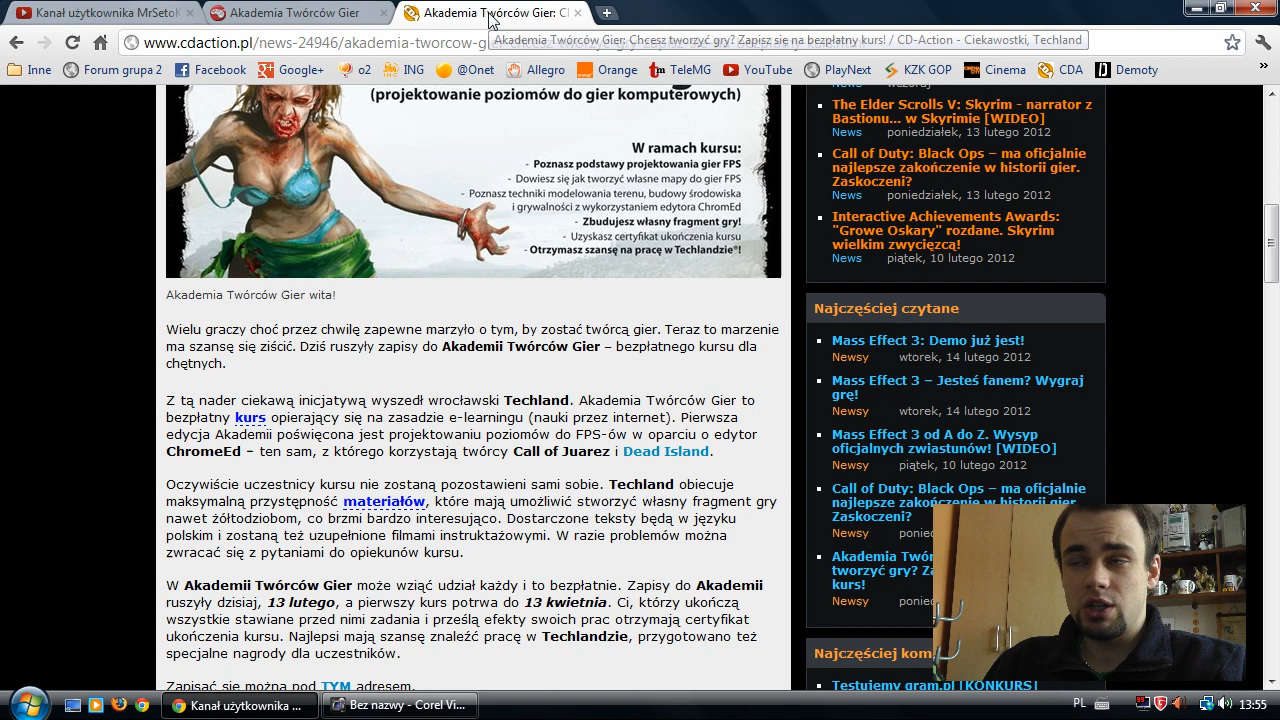 Kanał użytkownika MrSetoK
Akademia Twórców Gier
Akademia Twórców Gier: C
www.cdaction.pl/news-24946/akademia-tworcow-g
Akademia Twórców Gier: Chcesz tworzyć gry? Zapisz się na bezpłatny kurs! / CD-Action - Ciekawostki, Techland
Inne
Forum grupa 2
Facebook
Google+
o2
ING
@Onet
Allegro
Orange
TeleMG
YouTube
PlayNext
KZK GOP
Cinema
CDA
Demoty
»
(projektowanie poziomów do gier komputerowych)
W ramach kursu:
- Poznasz podstawy projektowania gier FPS
- Dowiesz się jak tworzyć własne mapy do gier FPS
- Poznasz techniki modelowania terenu, budowy środowiska
i grywalności z wykorzystaniem edytora ChromEd
- Zbudujesz własny fragment gry!
- Uzyskasz certyfikat ukończenia kursu
- Otrzymasz szansę na pracę w Techlandzie*!
Akademia Twórców Gier wita!
Wielu graczy choć przez chwilę zapewne marzyło o tym, by zostać twórcą gier. Teraz to marzenie
ma szansę się ziścić. Dziś ruszyły zapisy do Akademii Twórców Gier – bezpłatnego kursu dla
chętnych.
Z tą nader ciekawą inicjatywą wyszedł wrocławski Techland. Akademia Twórców Gier to
bezpłatny kurs opierający się na zasadzie e-learningu (nauki przez internet). Pierwsza
edycja Akademii poświęcona jest projektowaniu poziomów do FPS-ów w oparciu o edytor
ChromEd – ten sam, z którego korzystają twórcy Call of Juarez i Dead Island.
Oczywiście uczestnicy kursu nie zostaną pozostawieni sami sobie. Techland obiecuje
maksymalną przystępność materiałów, które mają umożliwić stworzyć własny fragment gry
nawet żółtodziobom, co brzmi bardzo interesująco. Dostarczone teksty będą w języku
polskim i zostaną też uzupełnione filmami instruktażowymi. W razie problemów można
zwracać się z pytaniami do opiekunów kursu.
W Akademii Twórców Gier może wziąć udział każdy i to bezpłatnie. Zapisy do Akademii
ruszyły dzisiaj, 13 lutego, a pierwszy kurs potrwa do 13 kwietnia. Ci, którzy ukończą
wszystkie stawiane przed nimi zadania i prześlą efekty swoich prac otrzymają certyfikat
ukończenia kursu. Najlepsi mają szansę znaleźć pracę w Techlandzie, przygotowano też
specjalne nagrody dla uczestników.
Zapisać się można pod TYM adresem.
News
The Elder Scrolls V: Skyrim - narrator z
Bastionu... w Skyrimie [WIDEO]
News poniedziałek, 13 lutego 2012
Call of Duty: Black Ops – ma oficjalnie
najlepsze zakończenie w historii gier.
Zaskoczeni?
News poniedziałek, 13 lutego 2012
Interactive Achievements Awards:
"Growe Oskary" rozdane. Skyrim
wielkim zwycięzcą!
News piątek, 10 lutego 2012
Najczęściej czytane
Mass Effect 3: Demo już jest!
Newsy wtorek, 14 lutego 2012
Mass Effect 3 – Jesteś fanem? Wygraj
grę!
Newsy wtorek, 14 lutego 2012
Mass Effect 3 od A do Z. Wysyp
oficjalnych zwiastunów! [WIDEO]
Newsy piątek, 10 lutego 2012
Call of Duty: Black Ops – ma oficjalnie
najlepsze zakończenie w historii gier.
Zaskoczeni?
Newsy ponied
Akademia Twór
tworzyć gry? Za
kurs!
Newsy ponied
Najczęściej kom
Testujemy gram.pl [KONKURS]
Kanał użytkownika ...
Bez nazwy - Corel Vi...
PL
13:55